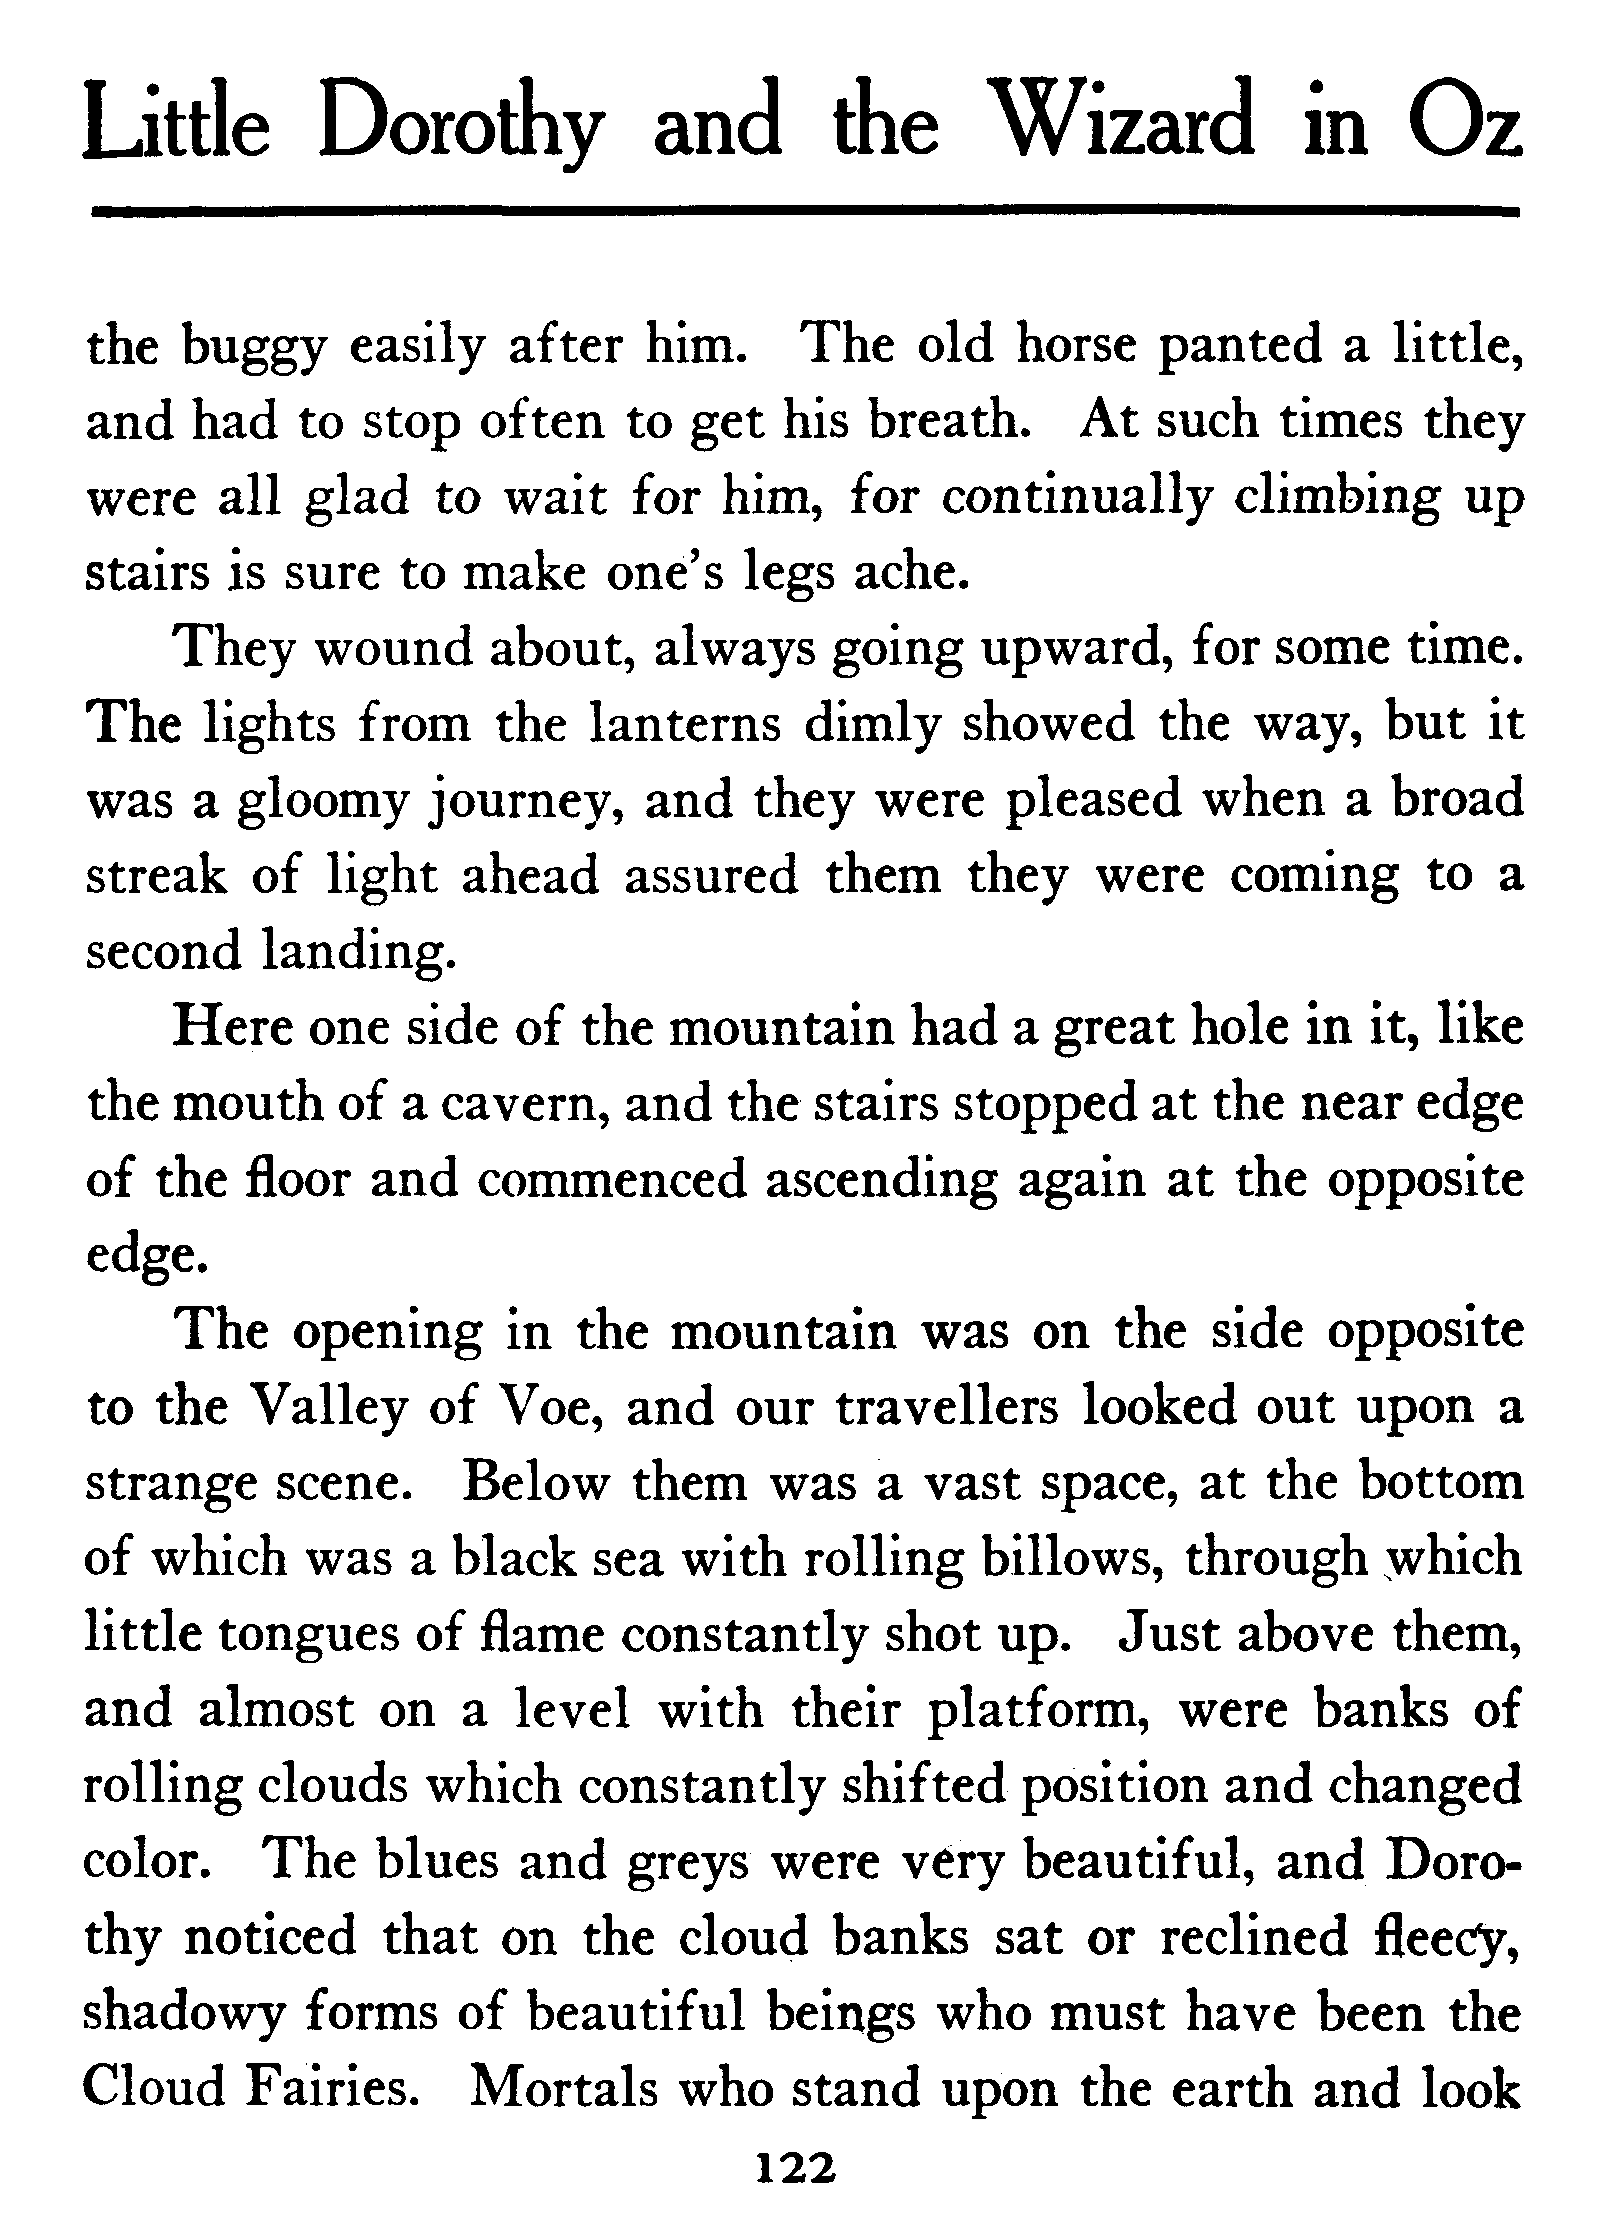 Little Dorothy and the Wizard in Oz
the buggy easily after him. The old horse panted a little,
and had to stop often to get his breath. At such times they
were all glad to wait for him, for continually climbing up
stairs is sure to make one's legs ache.
They wound about, always going upward, for some time.
The lights from the lanterns dimly showed the way, but it
was a gloomy journey, and they were pleased when a broad
streak of light ahead assured them they were coming to a
second landing.
Here one side of the mountain had a great hole in it, like
the mouth of a cavern, and the stairs stopped at the near edge
of the floor and commenced ascending again at the opposite
edge.
The opening in the mountain was on the side opposite
to the Valley of Voe, and our travellers looked out upon a
strange scene. Below them was a vast space, at the bottom
of which was a black sea with rolling billows, through which
little tongues of flame constantly shot up. Just above them,
and almost on a level with their platform, were banks of
rolling clouds which constantly shifted position and changed
color. The blues and greys were very beautiful, and Doro-
thy noticed that on the cloud banks sat or reclined fleecy,
shadowy forms of beautiful beings who must have been the
Cloud Fairies. Mortals who stand upon the earth and look
122